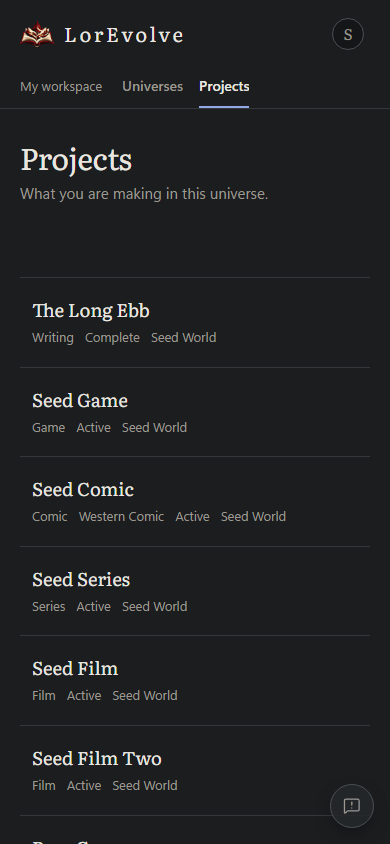 LorEvolve
S
My workspace Universes Projects
Projects
What you are making in this universe.
The Long Ebb
Writing Complete Seed World
Seed Game
Game Active Seed World
Seed Comic
Comic Western Comic Active Seed World
Seed Series
Series Active Seed World
Seed Film
Film Active Seed World
Seed Film Two
Film Active Seed World